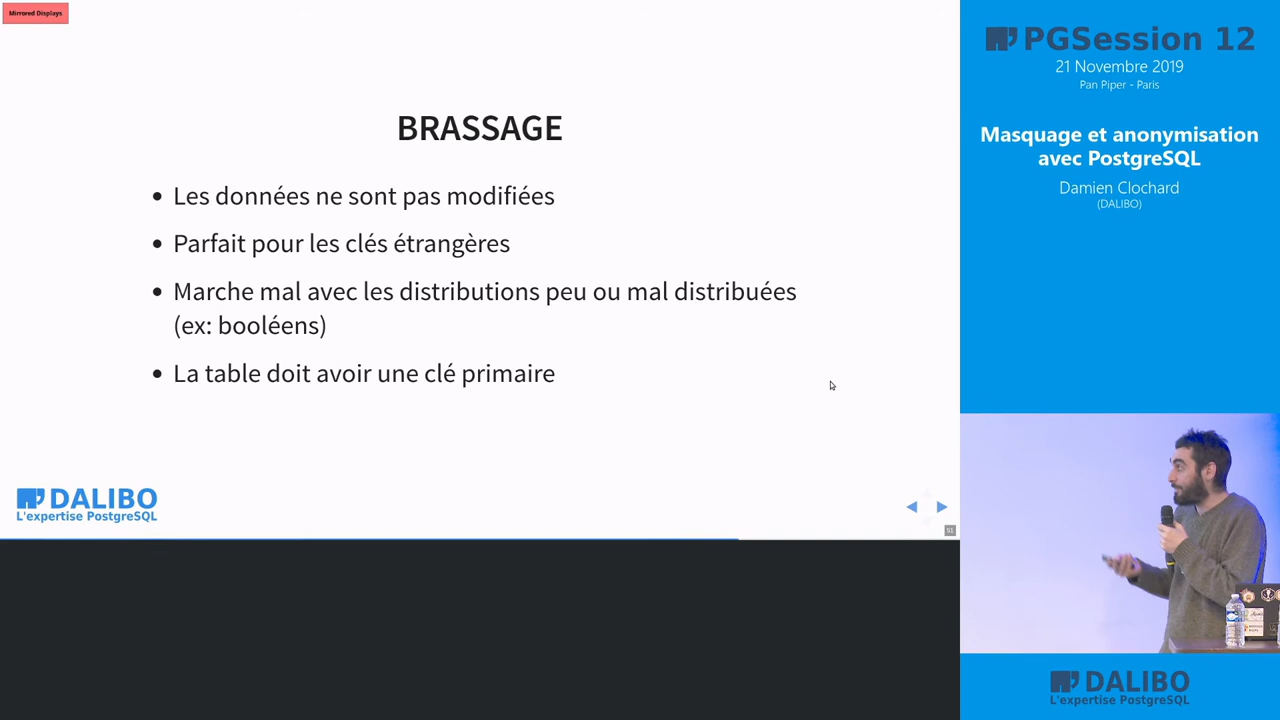 Mirrored Displays
BRASSAGE
• Les données ne sont pas modifiées
• Parfait pour les clés étrangères
• Marche mal avec les distributions peu ou mal distribuées
(ex: booléens)
• La table doit avoir une clé primaire
DALIBO
L'expertise PostgreSQL
PGSession 12
21 Novembre 2019
Pan Piper - Paris
Masquage et anonymisation
avec PostgreSQL
Damien Clochard
(DALIBO)
DALIBO
L'expertise PostgreSQL